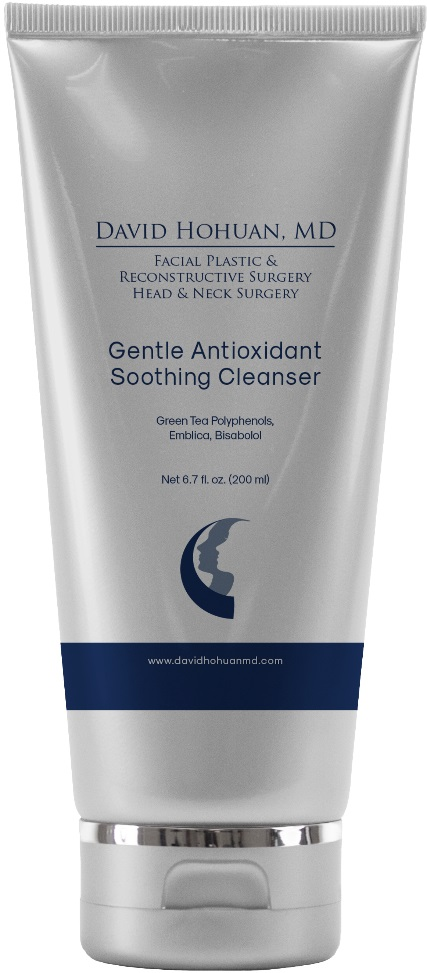 David Hohuan, MD
Facial Plastic &
Reconstructive Surgery
Head & Neck Surgery
Gentle Antioxidant
Soothing Cleanser
Green Tea Polyphenols,
Emblica, Bisabolol
Net 6.7 fl. oz. (200 ml)
www.davidhohuanmd.com